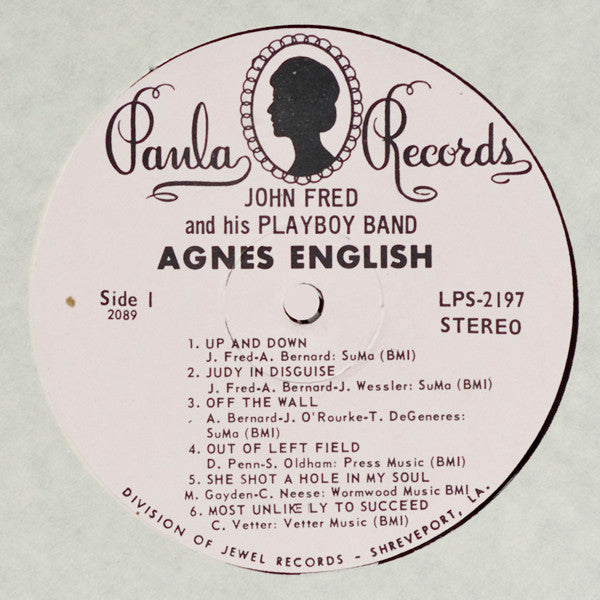 Paula Records
JOHN FRED
and his PLAYBOY BAND
AGNES ENGLISH
Side 1
2089
LPS-2197
STEREO
1. UP AND DOWN
J. Fred-A. Bernard: SuMa (BMI)
2. JUDY IN DISGUISE
J. Fred-A. Bernard-J. Wessler: SuMa (BMI)
3. OFF THE WALL
A. Bernard-J. O'Rourke-T. DeGeneres:
SuMa (BMI)
4. OUT OF LEFT FIELD
D. Penn-S. Oldham: Press Music (BMI)
5. SHE SHOT A HOLE IN MY SOUL
M. Gayden-C. Neese: Wormwood Music BMI
6. MOST UNLIKELY TO SUCCEED
C. Vetter: Vetter Music (BMI)
DIVISION OF JEWEL RECORDS - SHREVEPORT, LA.